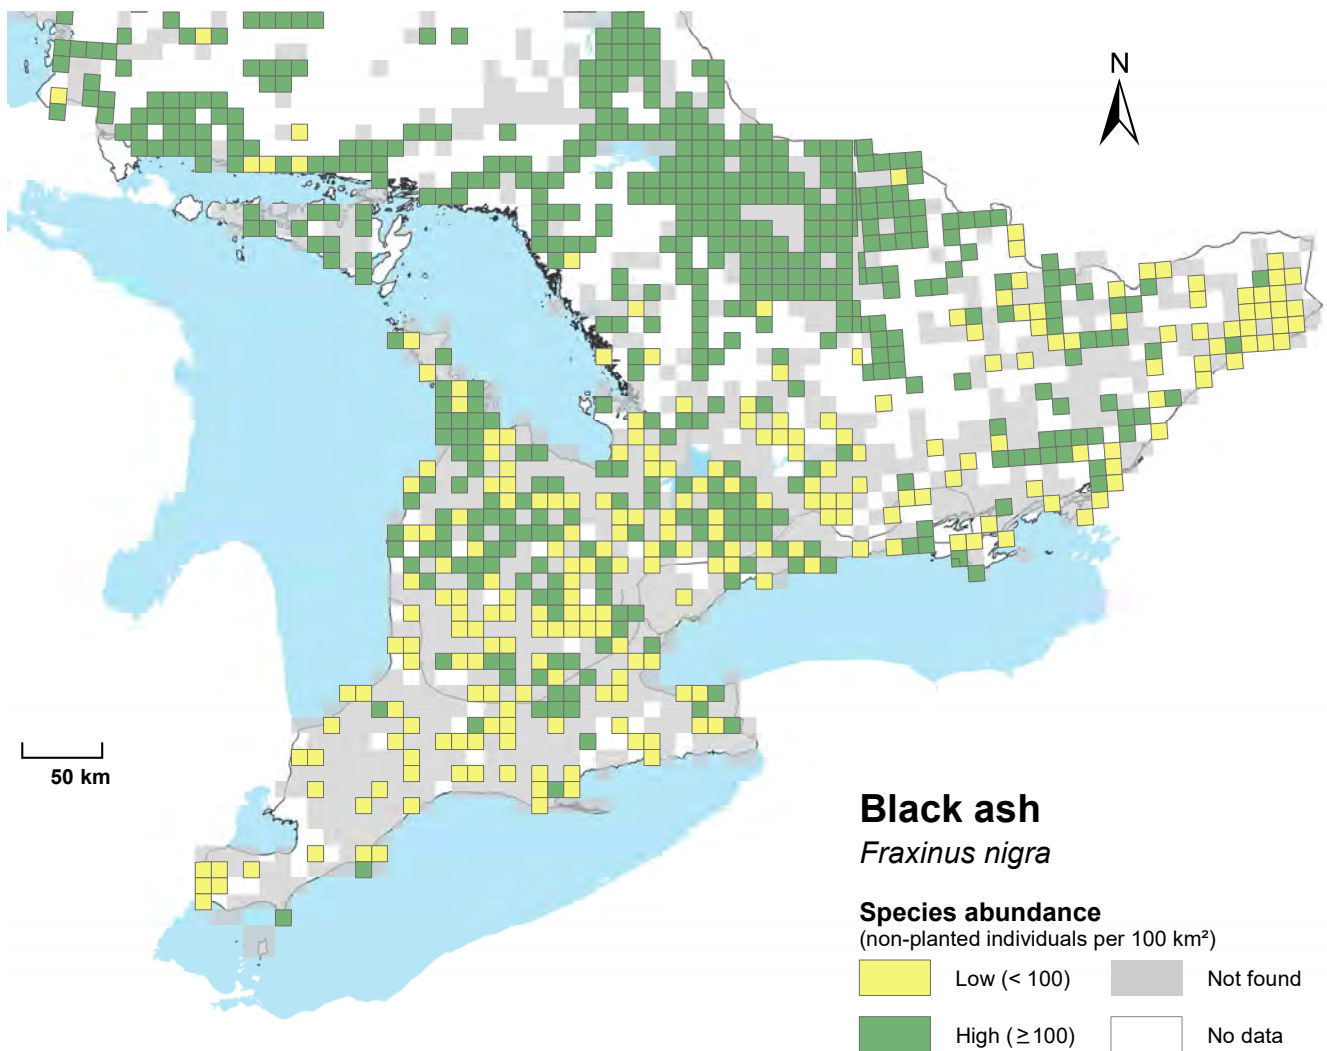 N
50 km
Black ash
Fraxinus nigra
Species abundance
(non-planted individuals per 100 km²)
Low (< 100)
Not found
High (≥100)
No data